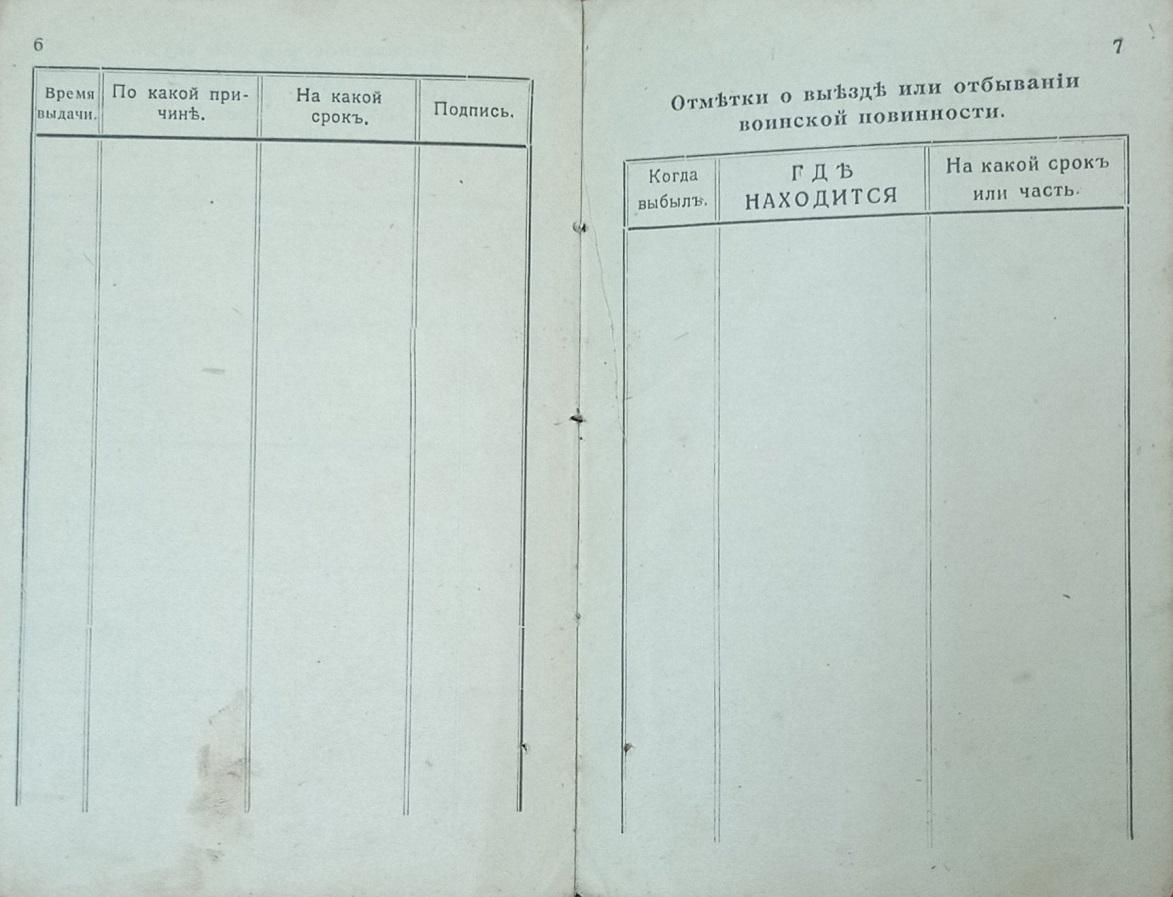 6
Время
выдачи.
По какой при-
чинѣ.
На какой
срокъ.
Подпись.
7
Отмѣтки о выѣздѣ или отбываніи
воинской повинности.
Когда
выбылъ.
ГДѢ
НАХОДИТСЯ
На какой срокъ
или часть.